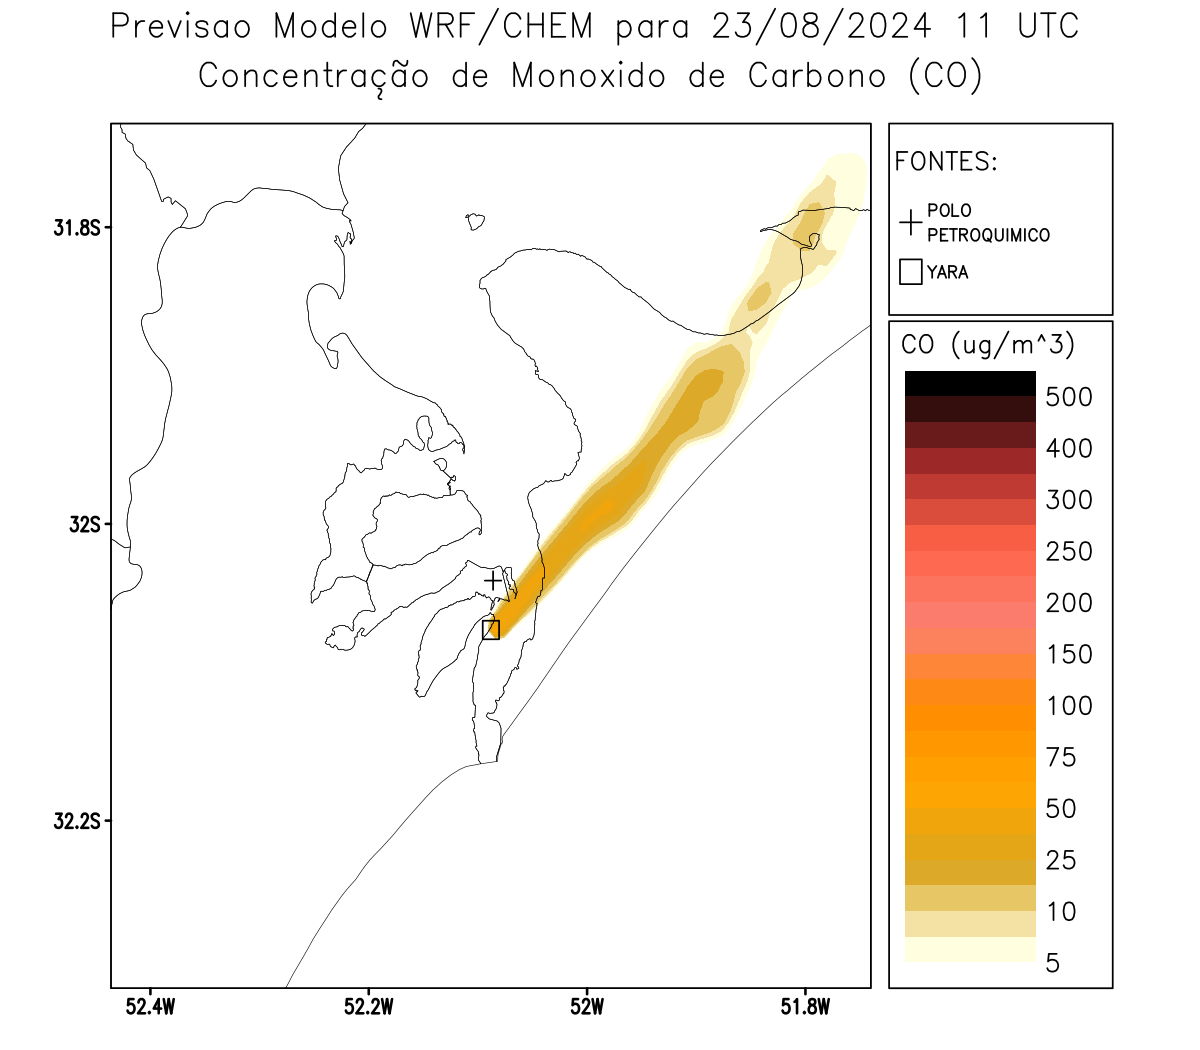 Previsao Modelo WRF/CHEM para 23/08/2024 11 UTC
Concentração de Monoxido de Carbono (CO)
FONTES:
POLO
PETROQUIMICO
YARA
CO (ug/m^3)
500
400
300
250
200
150
100
75
50
25
10
5
31.8S
32S
32.2S
52.4W
52.2W
52W
51.8W